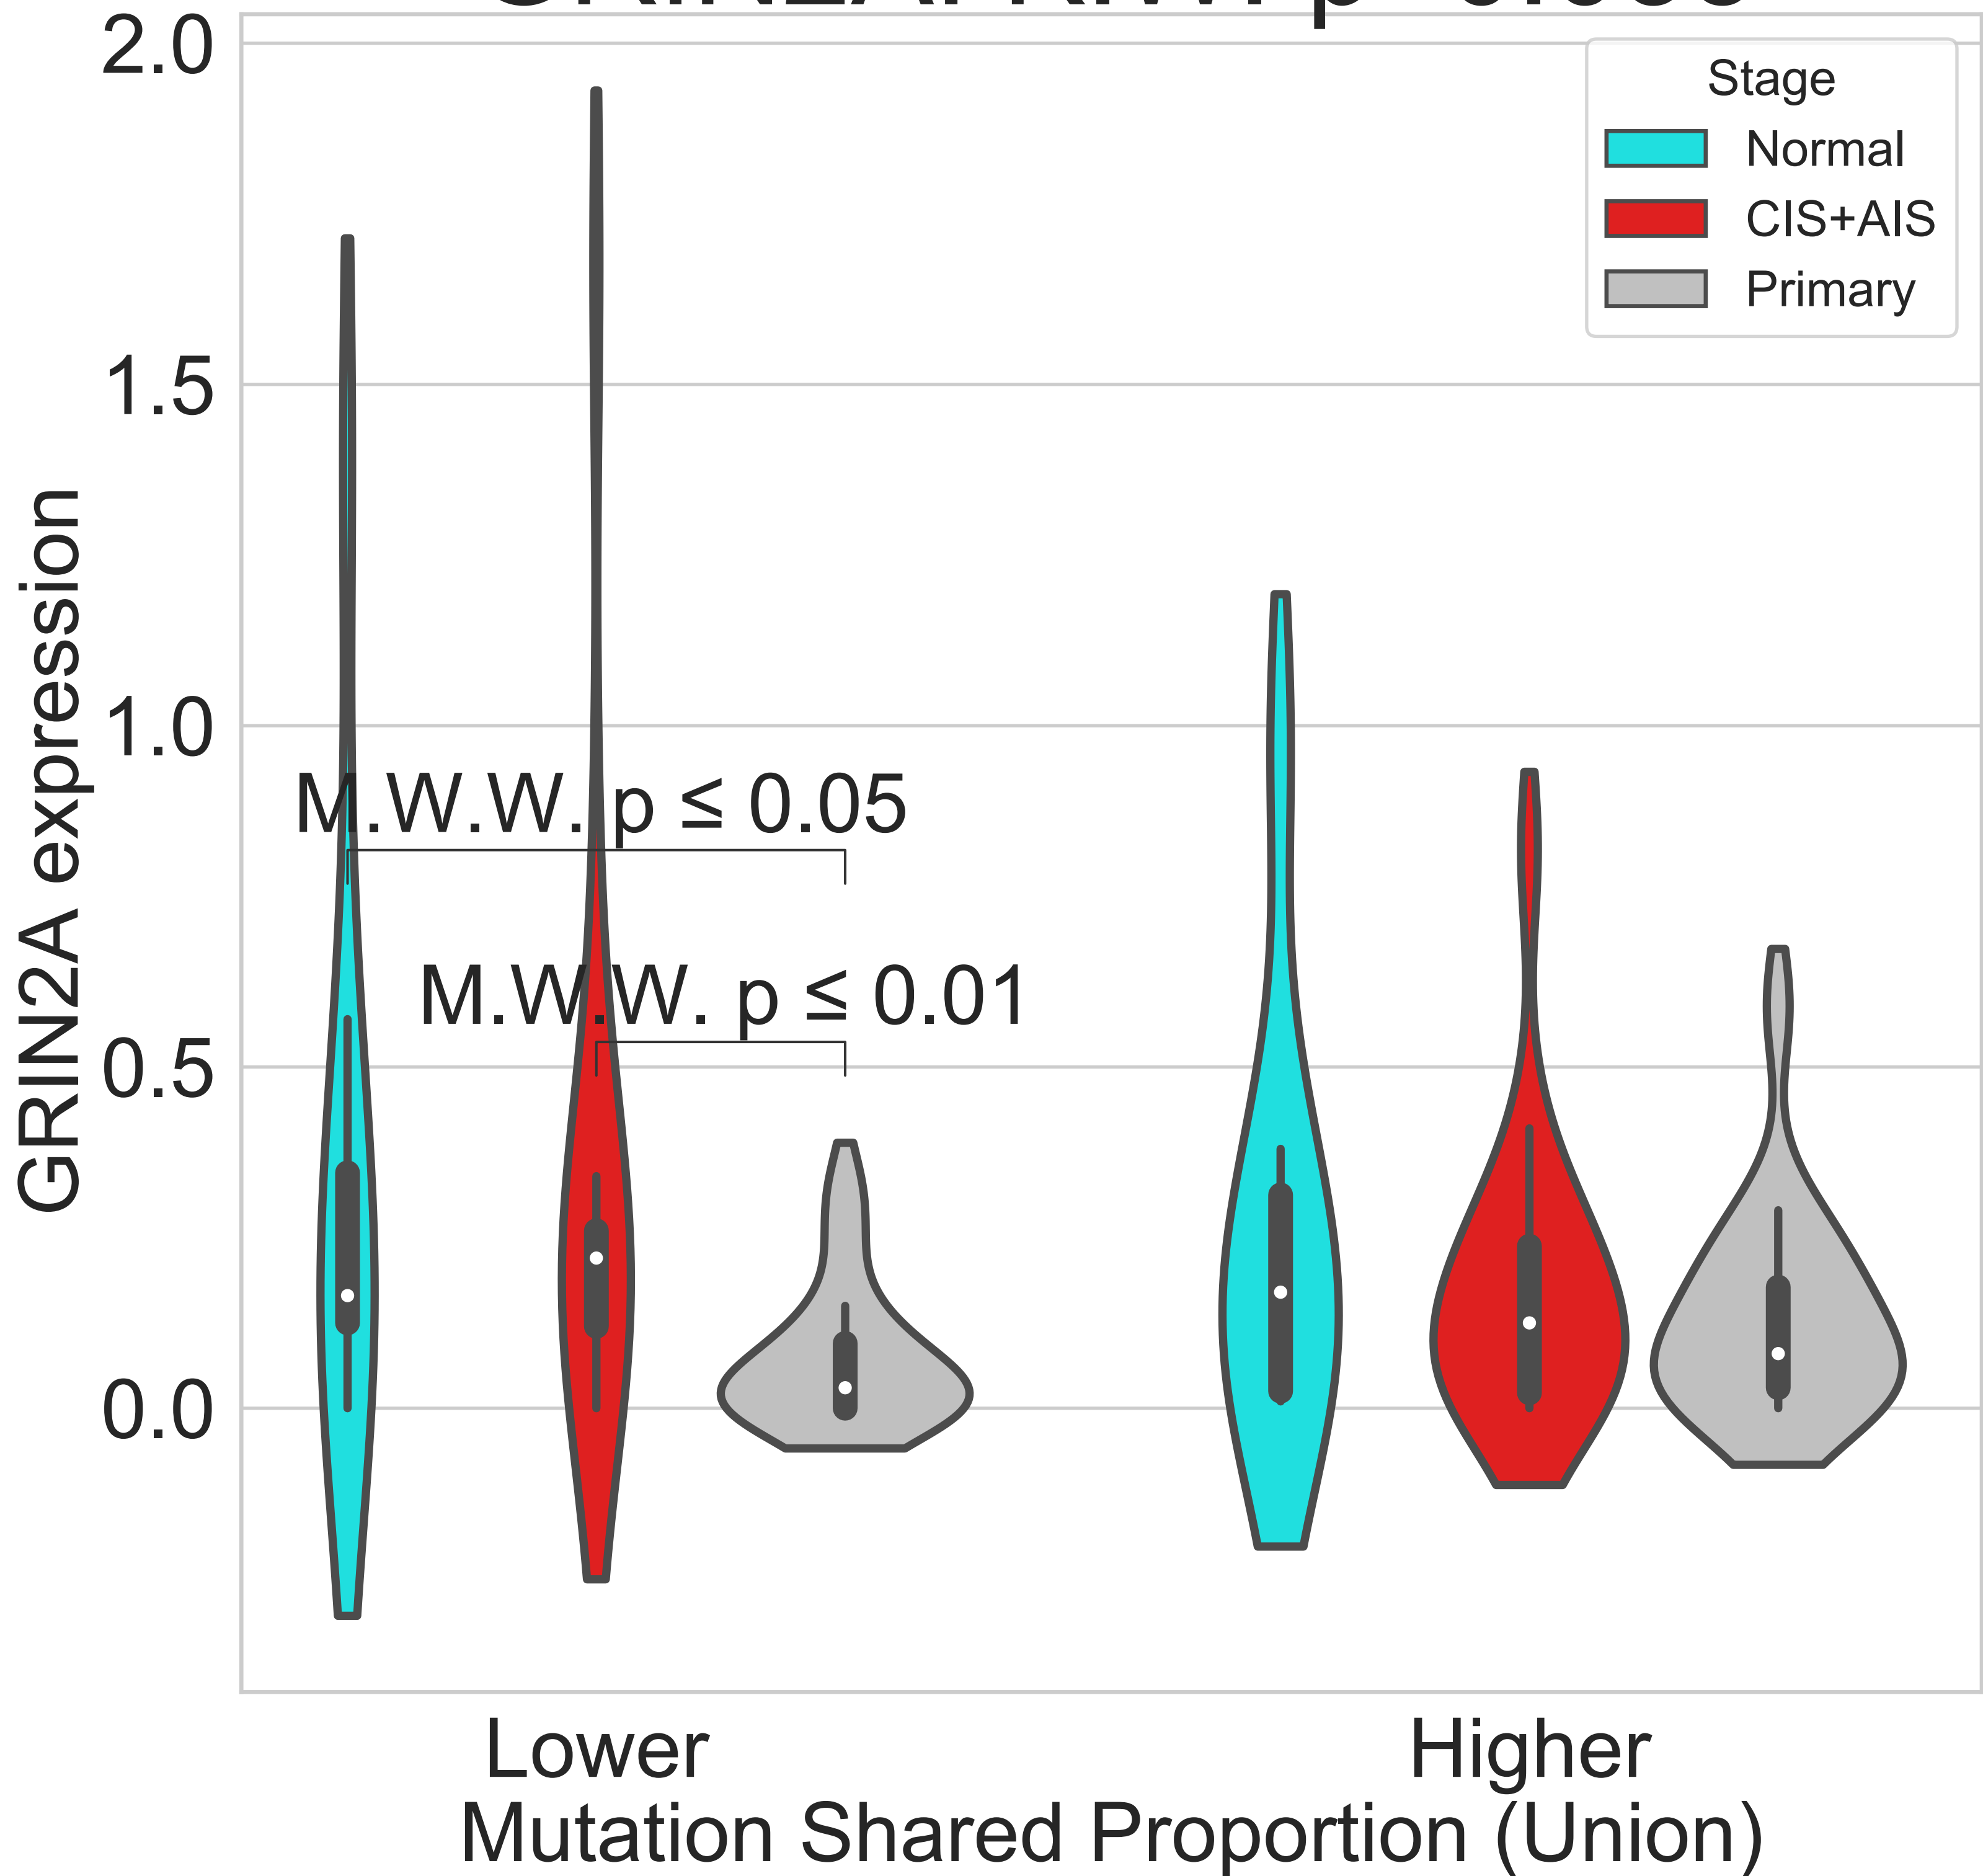 2.0
1.5
1.0
0.5
0.0
GRIN2A expression
Stage
Normal
CIS+AIS
Primary
M.W.W. p ≤ 0.05
M.W.W. p ≤ 0.01
Lower
Higher
Mutation Shared Proportion (Union)